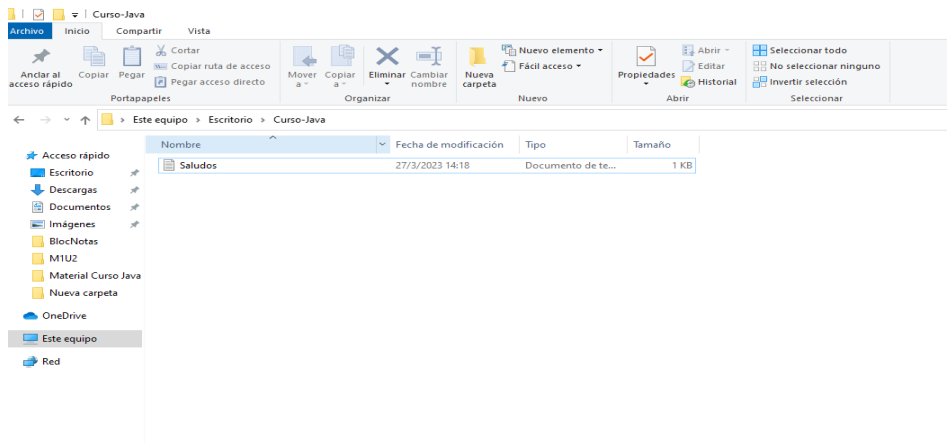 Curso-Java
Archivo Inicio Compartir Vista
Anclar al acceso rápido
Copiar
Pegar
Cortar
Copiar ruta de acceso
Pegar acceso directo
Portapapeles
Mover a
Copiar a
Eliminar
Cambiar nombre
Organizar
Nueva carpeta
Nuevo elemento
Fácil acceso
Nuevo
Propiedades
Abrir
Editar
Historial
Abrir
Seleccionar todo
No seleccionar ninguno
Invertir selección
Seleccionar
Este equipo > Escritorio > Curso-Java
Nombre Fecha de modificación Tipo Tamaño
Saludos 27/3/2023 14:18 Documento de te... 1 KB
Acceso rápido
Escritorio
Descargas
Documentos
Imágenes
BlocNotas
M1U2
Material Curso Java
Nueva carpeta
OneDrive
Este equipo
Red